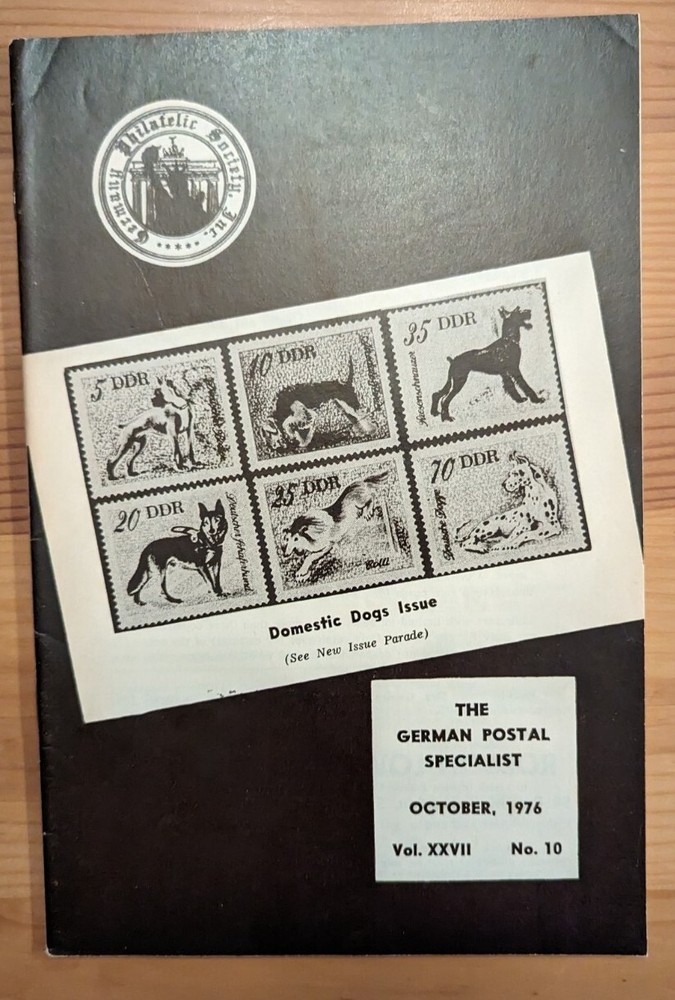 Germany Philatelic Society, Inc.
5 DDR
10 DDR
35 DDR
Riesenschnauzer
20 DDR
Deutscher Schäferhund
25 DDR
Collie
70 DDR
Deutsche Dogge
Domestic Dogs Issue
(See New Issue Parade)
THE
GERMAN POSTAL
SPECIALIST
OCTOBER, 1976
Vol. XXVII No. 10